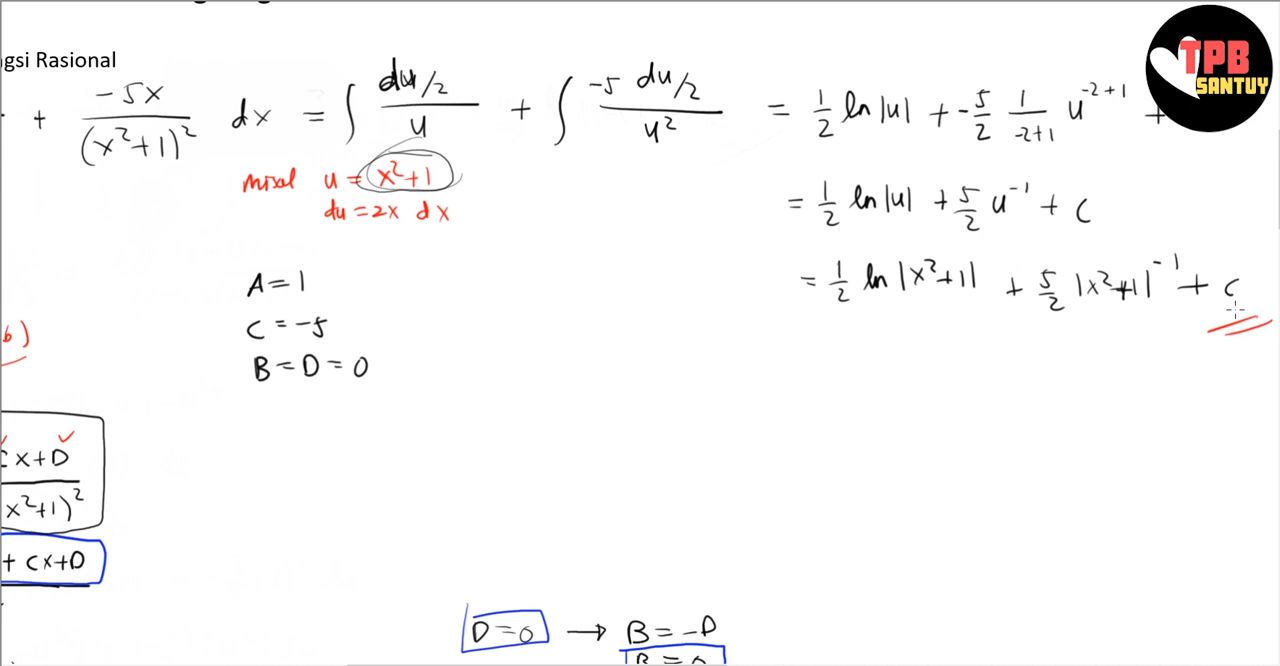 gsi Rasional
TPB
SANTUY
+ -5x/(x²+1)² dx = ∫ (du/2)/u + ∫ (-5 du/2)/u² = 1/2 ln|u| + -5/2 1/(-2+1) u^(-2+1) +
misal u = x²+1
du = 2x dx
= 1/2 ln|u| + 5/2 u⁻¹ + C
= 1/2 ln|x²+1| + 5/2 |x²+1|⁻¹ + C
A = 1
C = -5
B = D = 0
b)
Cx+D
x²+1)²
+ Cx+D
D=0 → B = -D
B = 0